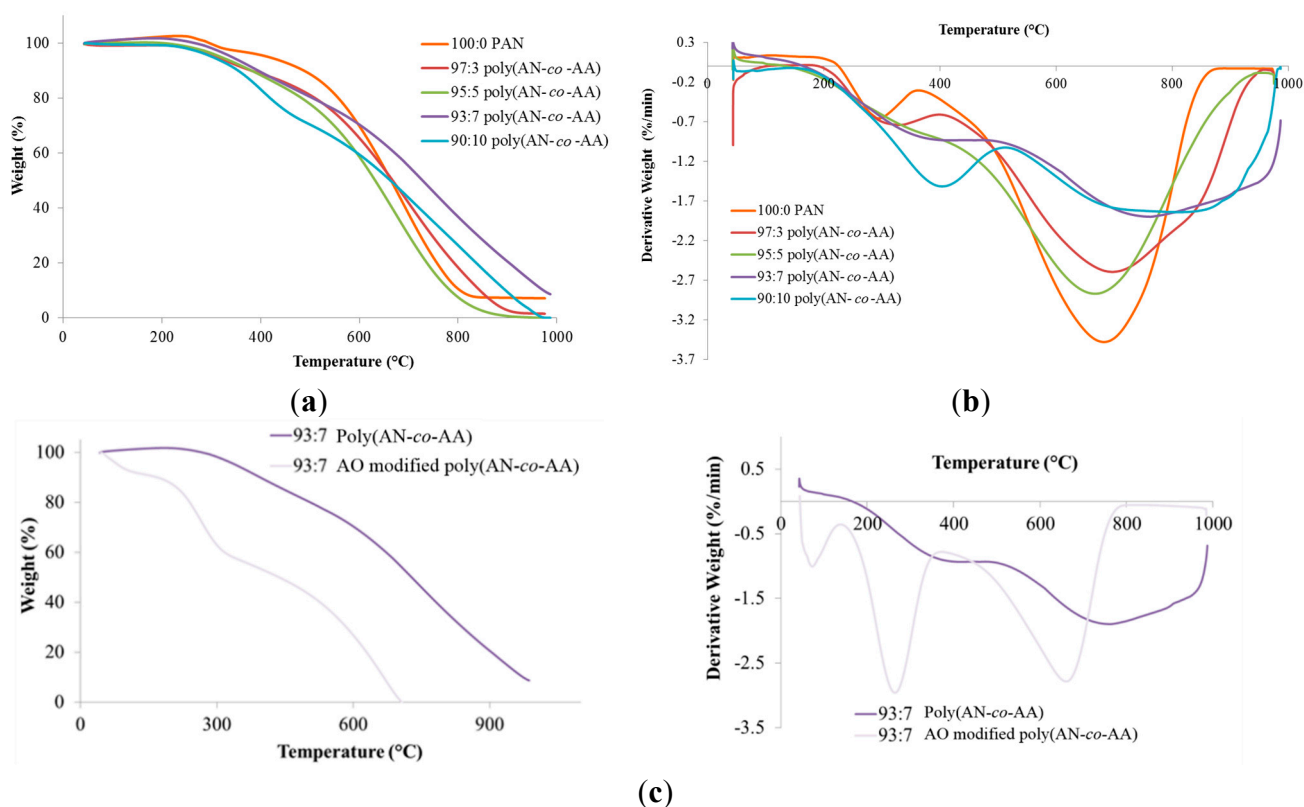 100
80
60
40
20
0
0
200
400
600
800
1000
Weight (%)
Temperature (°C)
100:0 PAN
97:3 poly(AN-co -AA)
95:5 poly(AN-co -AA)
93:7 poly(AN-co -AA)
90:10 poly(AN-co -AA)
(a)
Temperature (°C)
0.3
-0.2
-0.7
-1.2
-1.7
-2.2
-2.7
-3.2
-3.7
0
200
400
600
800
1000
Derivative Weight (%/min)
100:0 PAN
97:3 poly(AN-co -AA)
95:5 poly(AN-co -AA)
93:7 poly(AN-co -AA)
90:10 poly(AN-co -AA)
(b)
93:7 Poly(AN-co-AA)
93:7 AO modified poly(AN-co-AA)
100
80
60
40
20
0
0
300
600
900
Weight (%)
Temperature (°C)
Temperature (°C)
0.5
-0.5
-1.5
-2.5
-3.5
0
200
400
600
800
1000
Derivative Weight (%/min)
93:7 Poly(AN-co-AA)
93:7 AO modified poly(AN-co-AA)
(c)